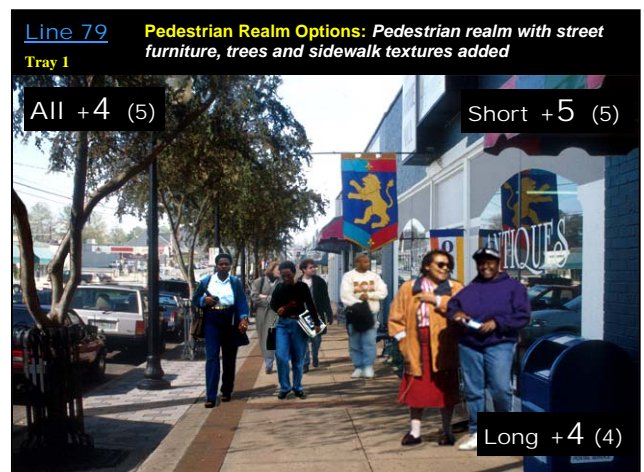 Line 79
Pedestrian Realm Options: Pedestrian realm with street
furniture, trees and sidewalk textures added
Tray 1
All +4 (5)
Short +5 (5)
ANTIQUES
Long +4 (4)